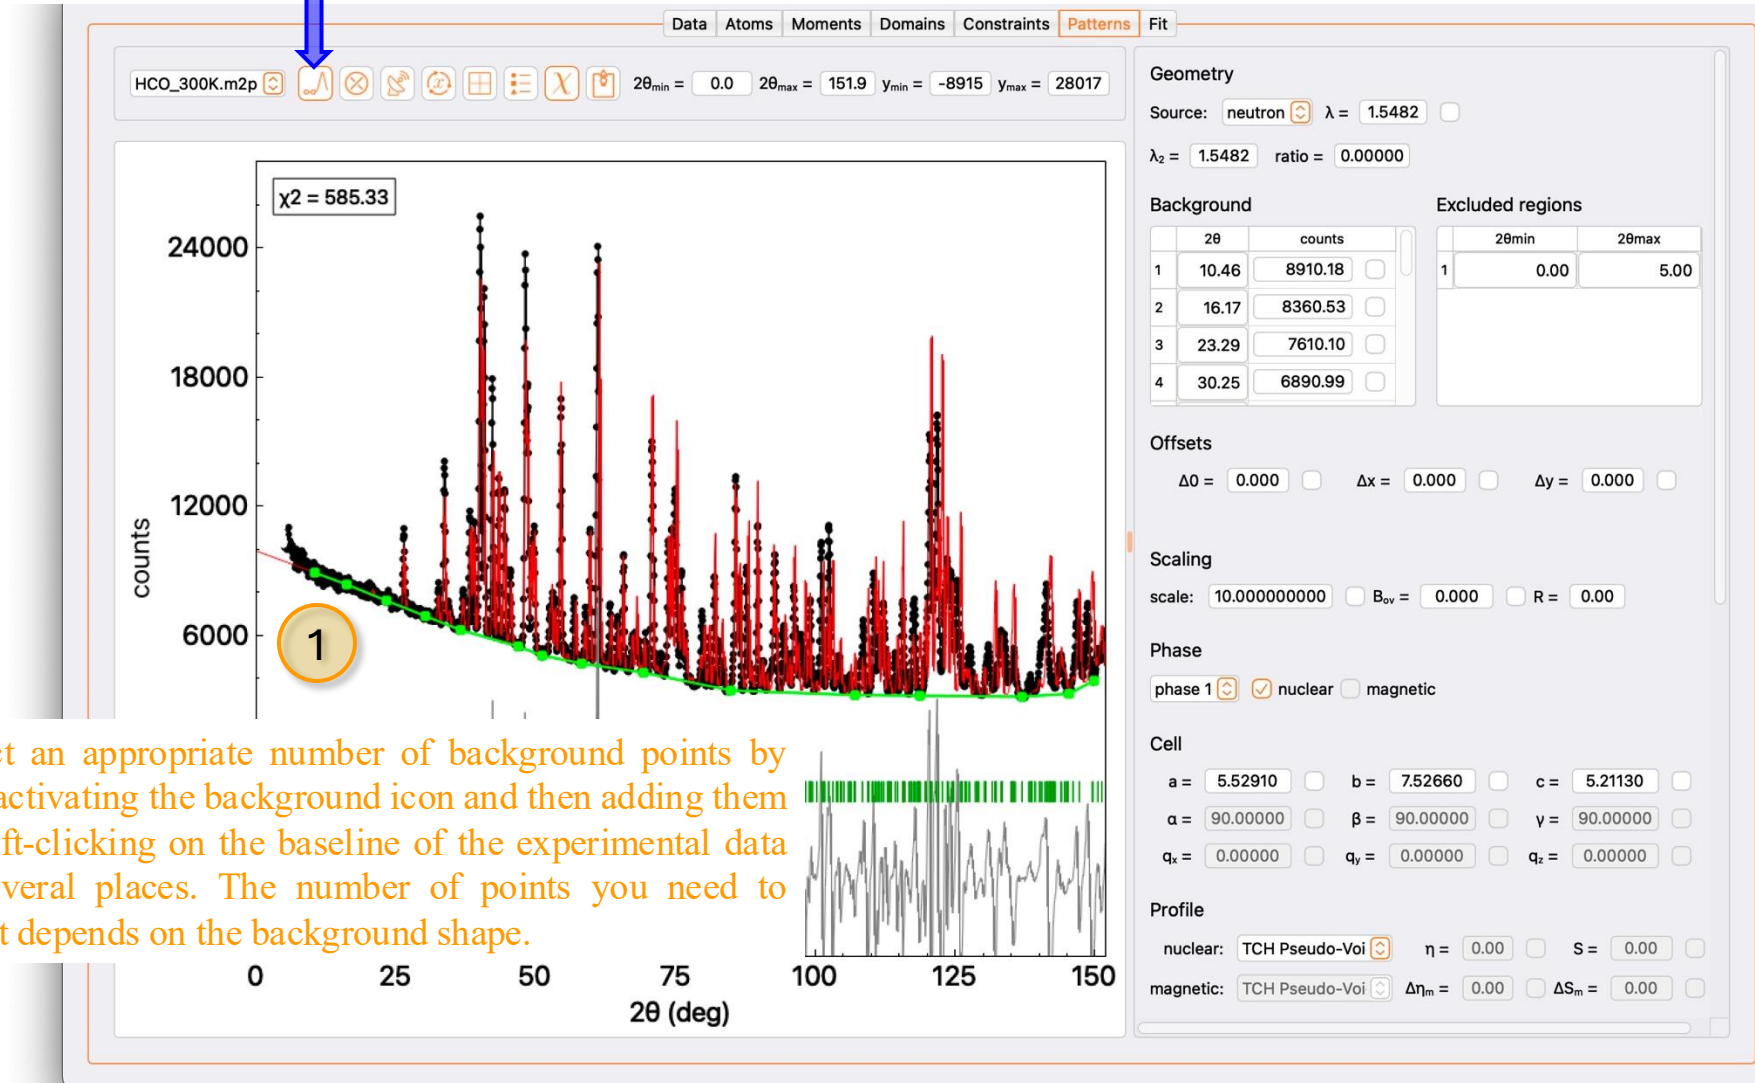 Data Atoms Moments Domains Constraints Patterns Fit
HCO_300K.m2p 2θmin = 0.0 2θmax = 151.9 ymin = -8915 ymax = 28017
χ2 = 585.33
24000
18000
12000
6000
counts
1
an appropriate number of background points by
activating the background icon and then adding them
on the baseline of the experimental data
places. The number of points you need to
depends on the background shape.
0 25 50 75 100 125 150
2θ (deg)
Geometry
Source: neutron λ = 1.5482
λ2 = 1.5482 ratio = 0.00000
Background
2θ counts
1 10.46 8910.18
2 16.17 8360.53
3 23.29 7610.10
4 30.25 6890.99
Excluded regions
2θmin 2θmax
1 0.00 5.00
Offsets
Δ0 = 0.000 Δx = 0.000 Δy = 0.000
Scaling
scale: 10.000000000 Bov = 0.000 R = 0.00
Phase
phase 1 nuclear magnetic
Cell
a = 5.52910 b = 7.52660 c = 5.21130
α = 90.00000 β = 90.00000 γ = 90.00000
qx = 0.00000 qy = 0.00000 qz = 0.00000
Profile
nuclear: TCH Pseudo-Voi η = 0.00 S = 0.00
magnetic: TCH Pseudo-Voi Δηm = 0.00 ΔSm = 0.00